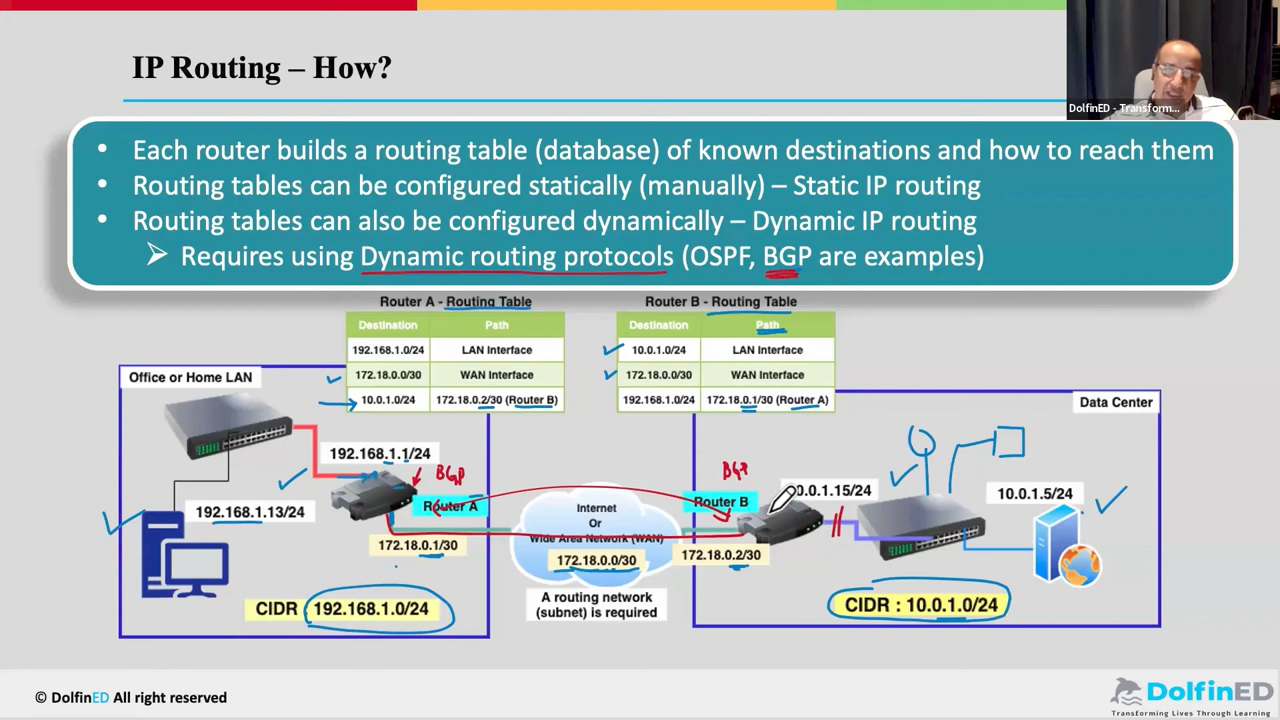 DolfinED - Transform...
IP Routing – How?
• Each router builds a routing table (database) of known destinations and how to reach them
• Routing tables can be configured statically (manually) – Static IP routing
• Routing tables can also be configured dynamically – Dynamic IP routing
➢ Requires using Dynamic routing protocols (OSPF, BGP are examples)
Router A - Routing Table
Destination Path
192.168.1.0/24 LAN Interface
172.18.0.0/30 WAN Interface
10.0.1.0/24 172.18.0.2/30 (Router B)
Router B - Routing Table
Destination Path
10.0.1.0/24 LAN Interface
172.18.0.0/30 WAN Interface
192.168.1.0/24 172.18.0.1/30 (Router A)
Office or Home LAN
192.168.1.1/24
BGP
Router A
192.168.1.13/24
172.18.0.1/30
CIDR : 192.168.1.0/24
Internet
Or
Wide Area Network (WAN)
172.18.0.0/30
A routing network
(subnet) is required
Data Center
BGP
Router B
0.0.1.15/24
172.18.0.2/30
10.0.1.5/24
CIDR : 10.0.1.0/24
© DolfinED All right reserved
DolfinED
Transforming Lives Through Learning